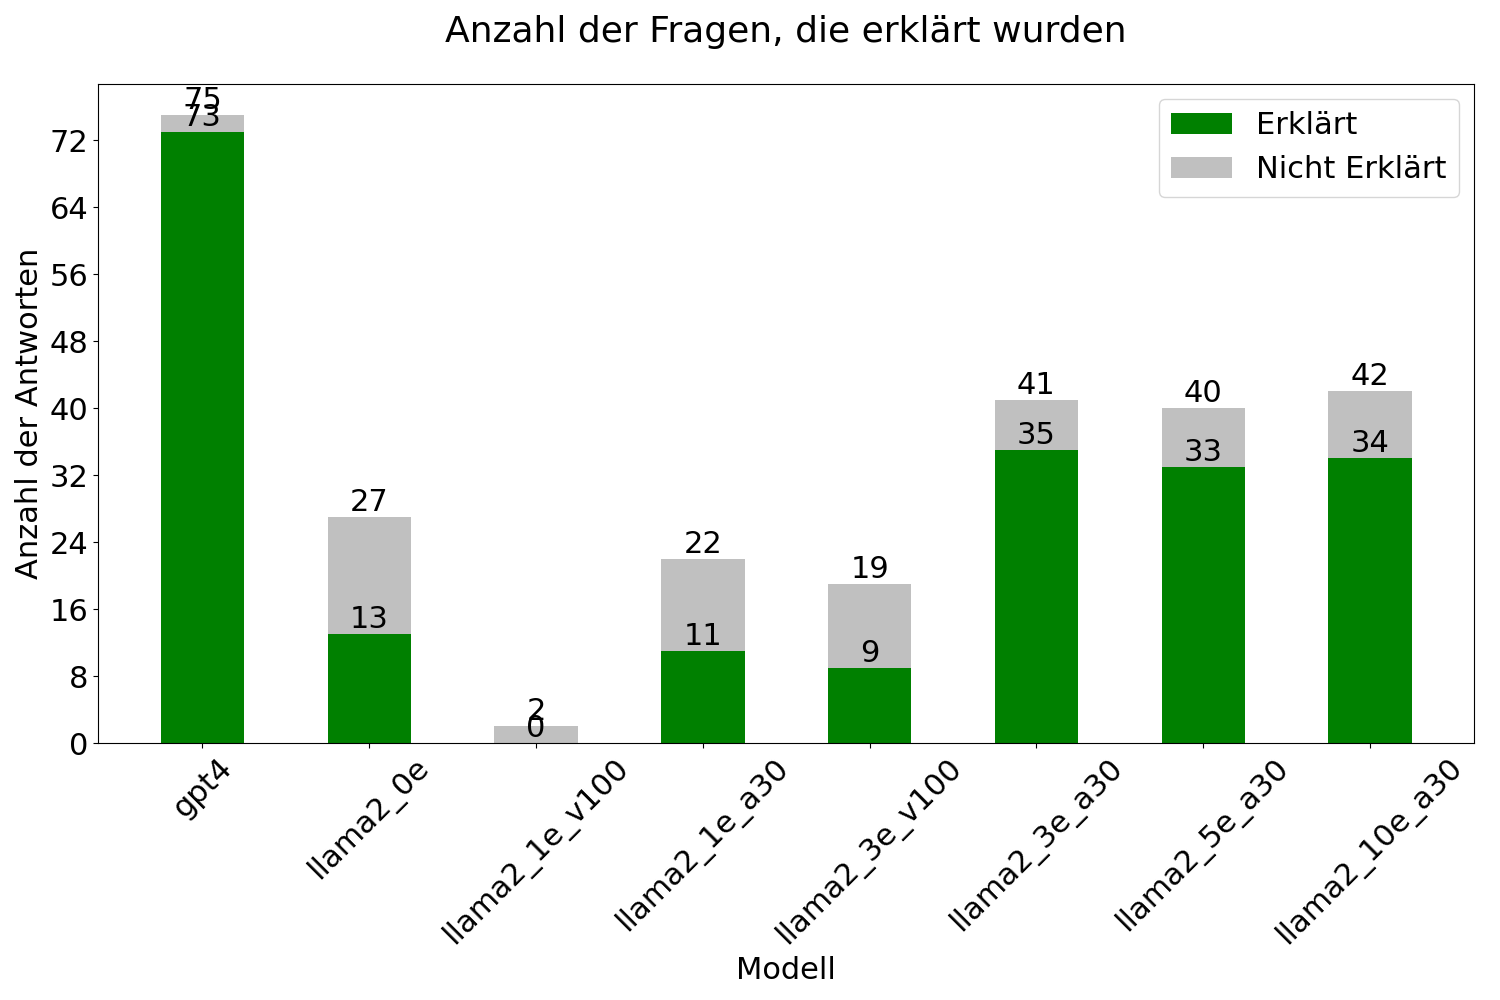 Anzahl der Fragen, die erklärt wurden
Erklärt
Nicht Erklärt
Anzahl der Antworten
72
64
56
48
40
32
24
16
8
0
75
73
27
13
2
0
22
11
19
9
41
35
40
33
42
34
gpt4
llama2_0e
llama2_1e_v100
llama2_1e_a30
llama2_3e_v100
llama2_3e_a30
llama2_5e_a30
llama2_10e_a30
Modell